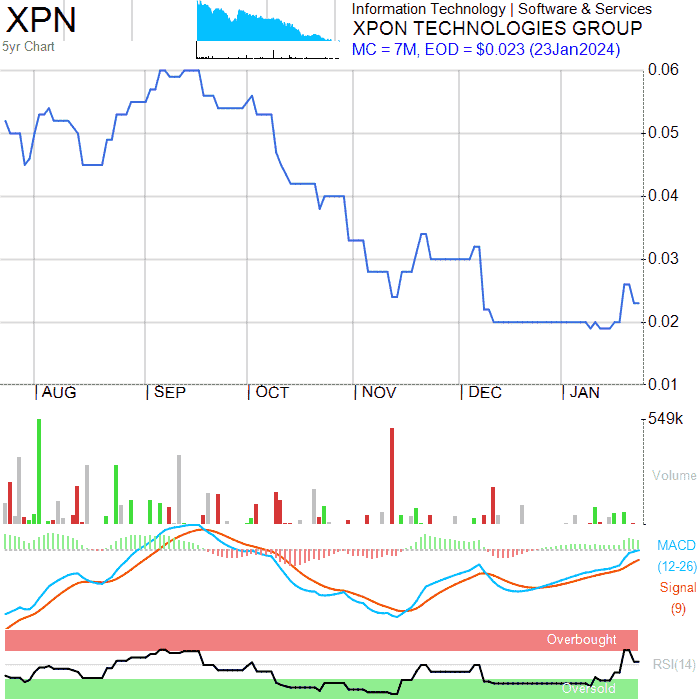 XPN
5yr Chart
Information Technology | Software & Services
XPON TECHNOLOGIES GROUP
MC = 7M, EOD = $0.023 (23Jan2024)
0.06
0.05
0.04
0.03
0.02
0.01
AUG
SEP
OCT
NOV
DEC
JAN
549k
Volume
MACD
(12-26)
Signal
(9)
Overbought
RSI(14)
Oversold